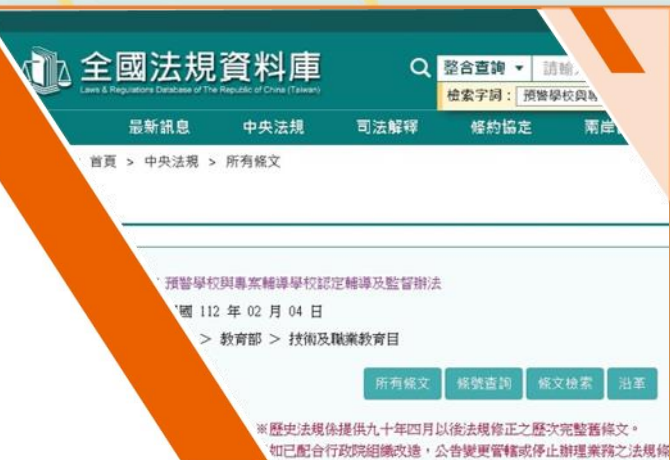 全國法規資料庫
Laws & Regulations Database of The Republic of China (Taiwan)
整合查詢 ▼ 請輸
檢索字詞： 預警學校與專
最新訊息 中央法規 司法解釋 條約協定 兩岸
首頁 > 中央法規 > 所有條文
預警學校與專案輔導學校認定輔導及監督辦法
國 112 年 02 月 04 日
> 教育部 > 技術及職業教育目
所有條文 條號查詢 條文檢索 沿革
※歷史法規係提供九十年四月以後法規修正之歷次完整舊條文。
如已配合行政院組織改造，公告變更管轄或停止辦理業務之法規條